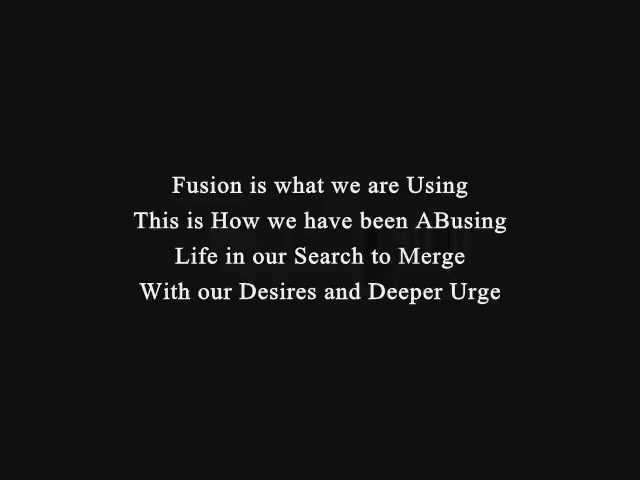 Fusion is what we are Using
This is How we have been ABusing
Life in our Search to Merge
With our Desires and Deeper Urge